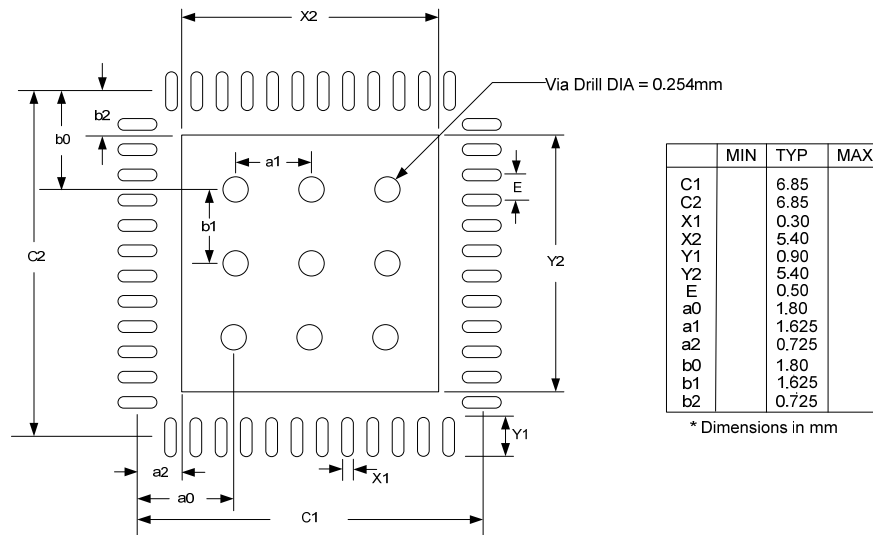 X2
Via Drill DIA = 0.254mm
b2
b0
a1
E
b1
C2
Y2
Y1
X1
a2
a0
C1
MIN TYP MAX
C1 6.85
C2 6.85
X1 0.30
X2 5.40
Y1 0.90
Y2 5.40
E 0.50
a0 1.80
a1 1.625
a2 0.725
b0 1.80
b1 1.625
b2 0.725
* Dimensions in mm